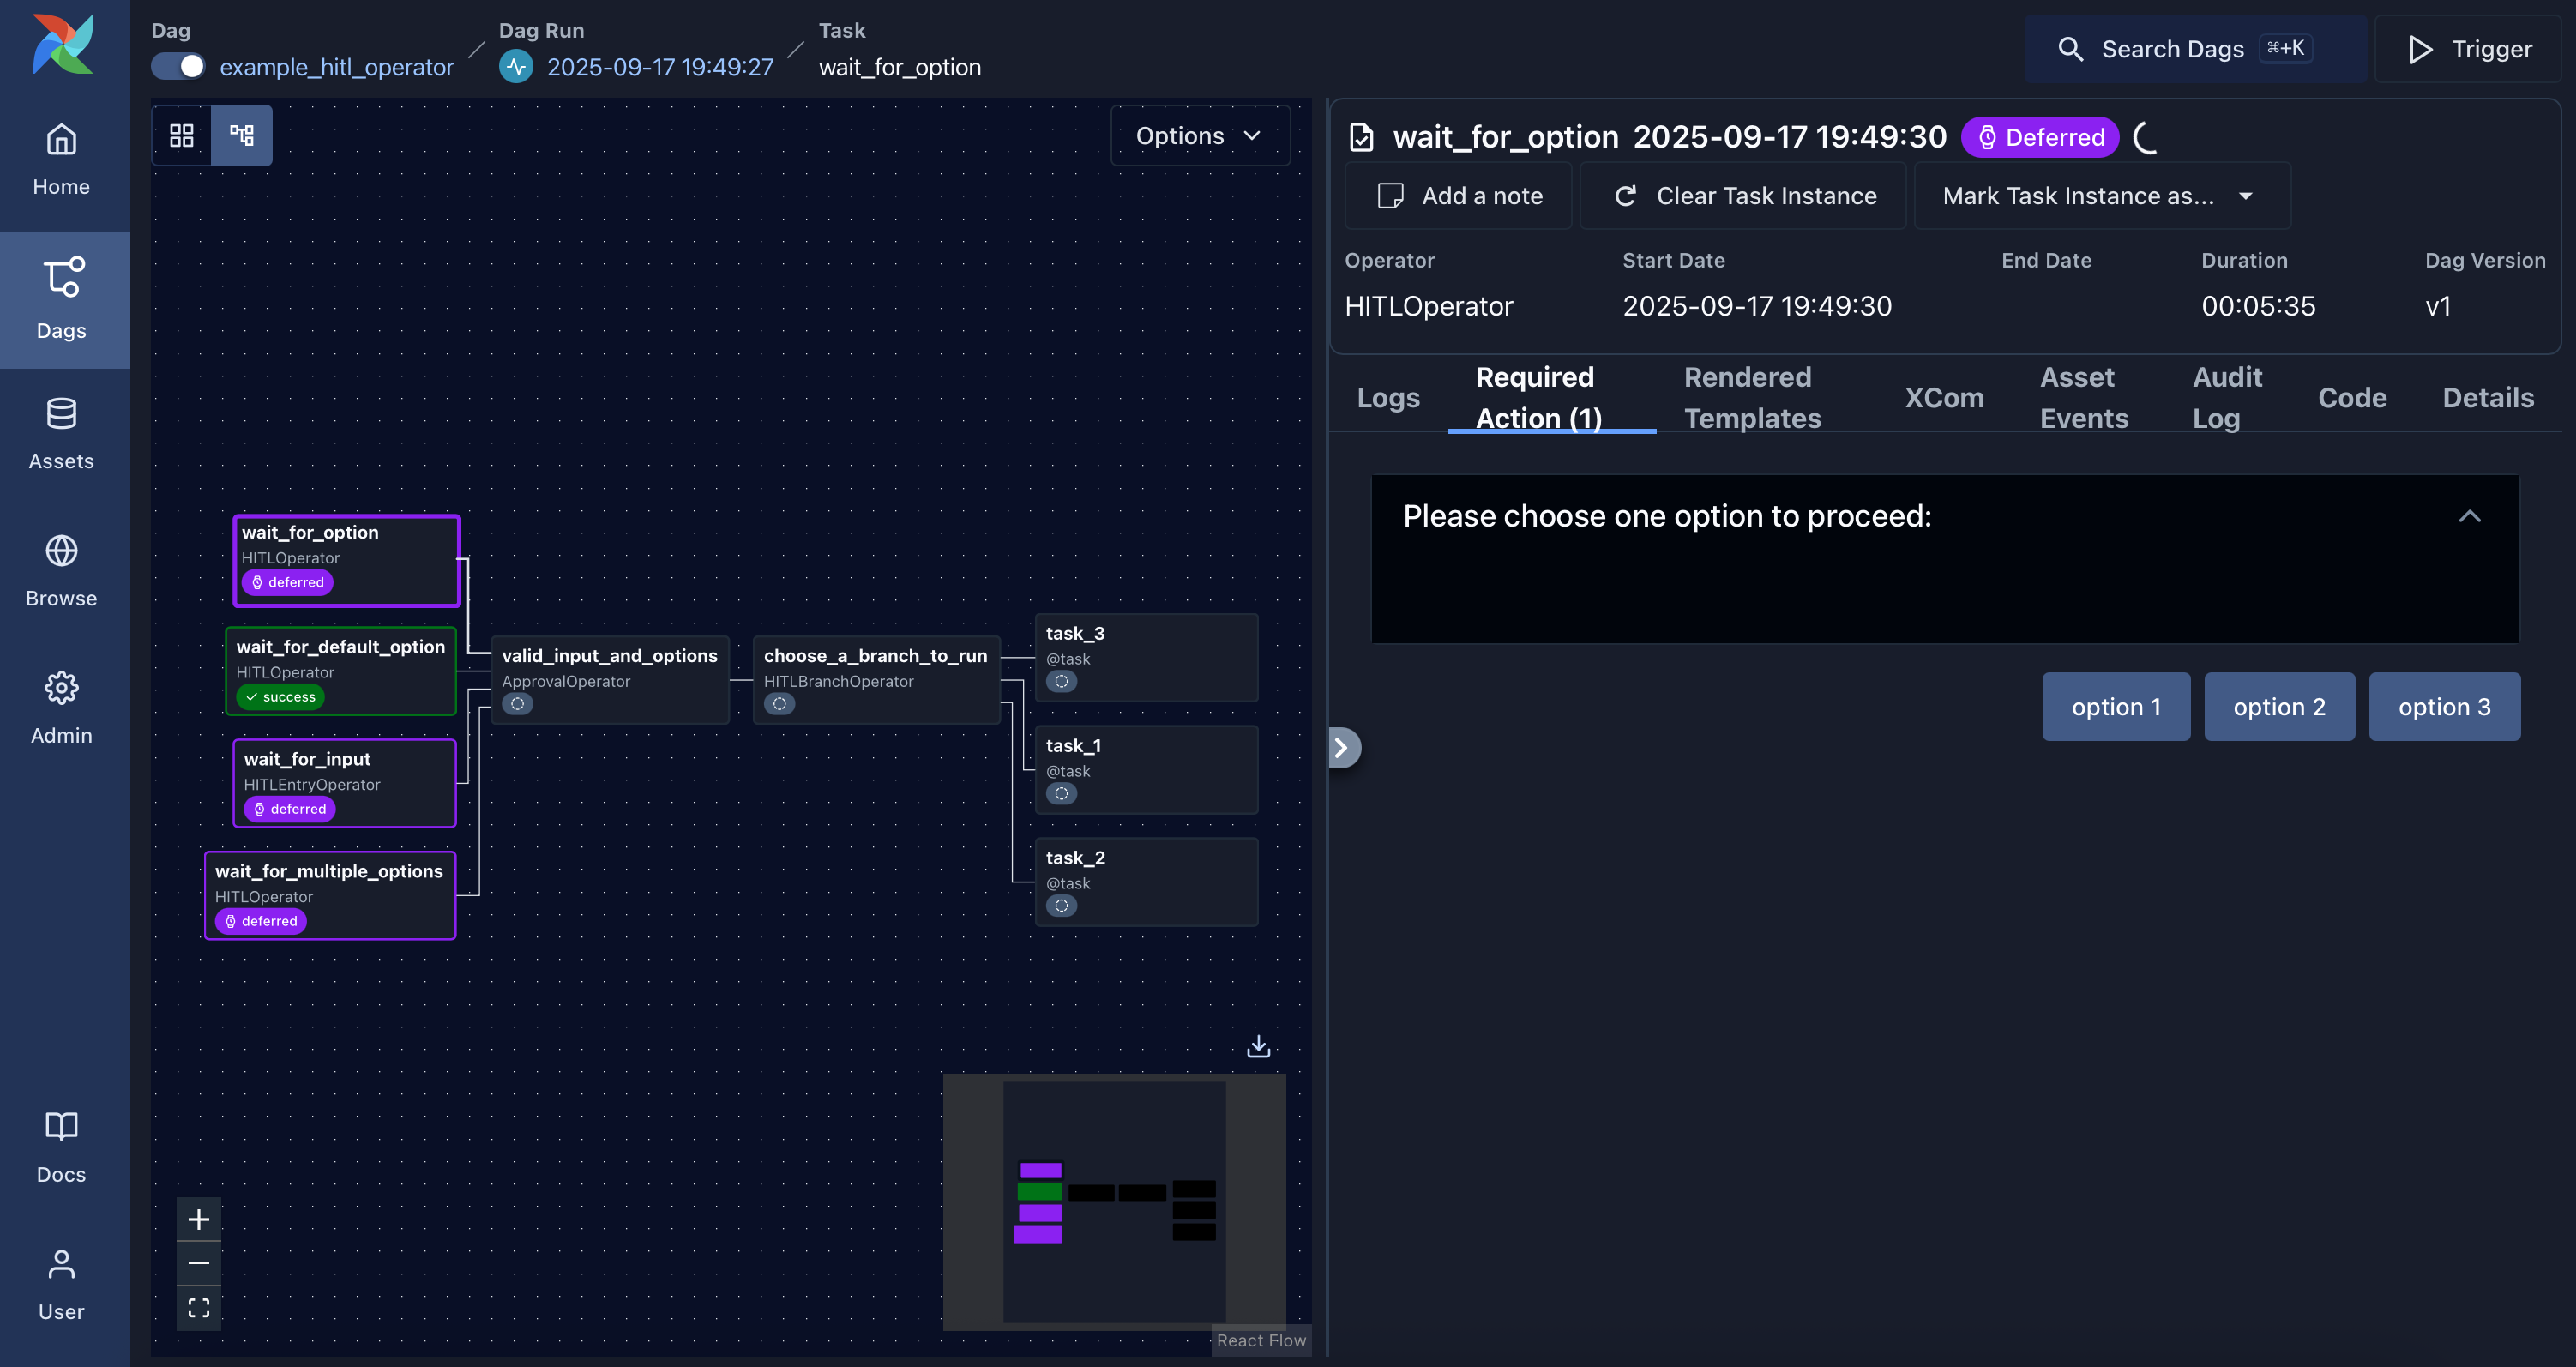 Dag
example_hitl_operator
Dag Run
2025-09-17 19:49:27
Task
wait_for_option
Search Dags ⌘+K
Trigger
Home
Dags
Assets
Browse
Admin
Docs
User
Options
wait_for_option
HITLOperator
deferred
wait_for_default_option
HITLOperator
success
wait_for_input
HITLEntryOperator
deferred
wait_for_multiple_options
HITLOperator
deferred
valid_input_and_options
ApprovalOperator
choose_a_branch_to_run
HITLBranchOperator
task_3
@task
task_1
@task
task_2
@task
React Flow
wait_for_option 2025-09-17 19:49:30 Deferred
Add a note
Clear Task Instance
Mark Task Instance as...
Operator Start Date End Date Duration Dag Version
HITLOperator 2025-09-17 19:49:30 00:05:35 v1
Logs
Required
Action (1)
Rendered
Templates
XCom
Asset
Events
Audit
Log
Code
Details
Please choose one option to proceed:
option 1
option 2
option 3